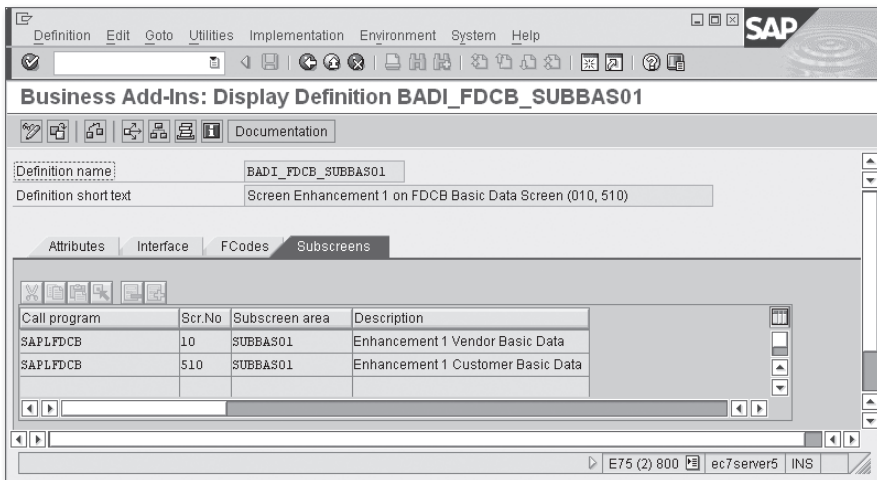 Definition Edit Goto Utilities Implementation Environment System Help
SAP
Business Add-Ins: Display Definition BADI_FDCB_SUBBAS01
Documentation
Definition name BADI_FDCB_SUBBAS01
Definition short text Screen Enhancement 1 on FDCB Basic Data Screen (010, 510)
Attributes Interface FCodes Subscreens
Call program Scr.No Subscreen area Description
SAPLFDCB 10 SUBBAS01 Enhancement 1 Vendor Basic Data
SAPLFDCB 510 SUBBAS01 Enhancement 1 Customer Basic Data
E75 (2) 800 ec7server5 INS